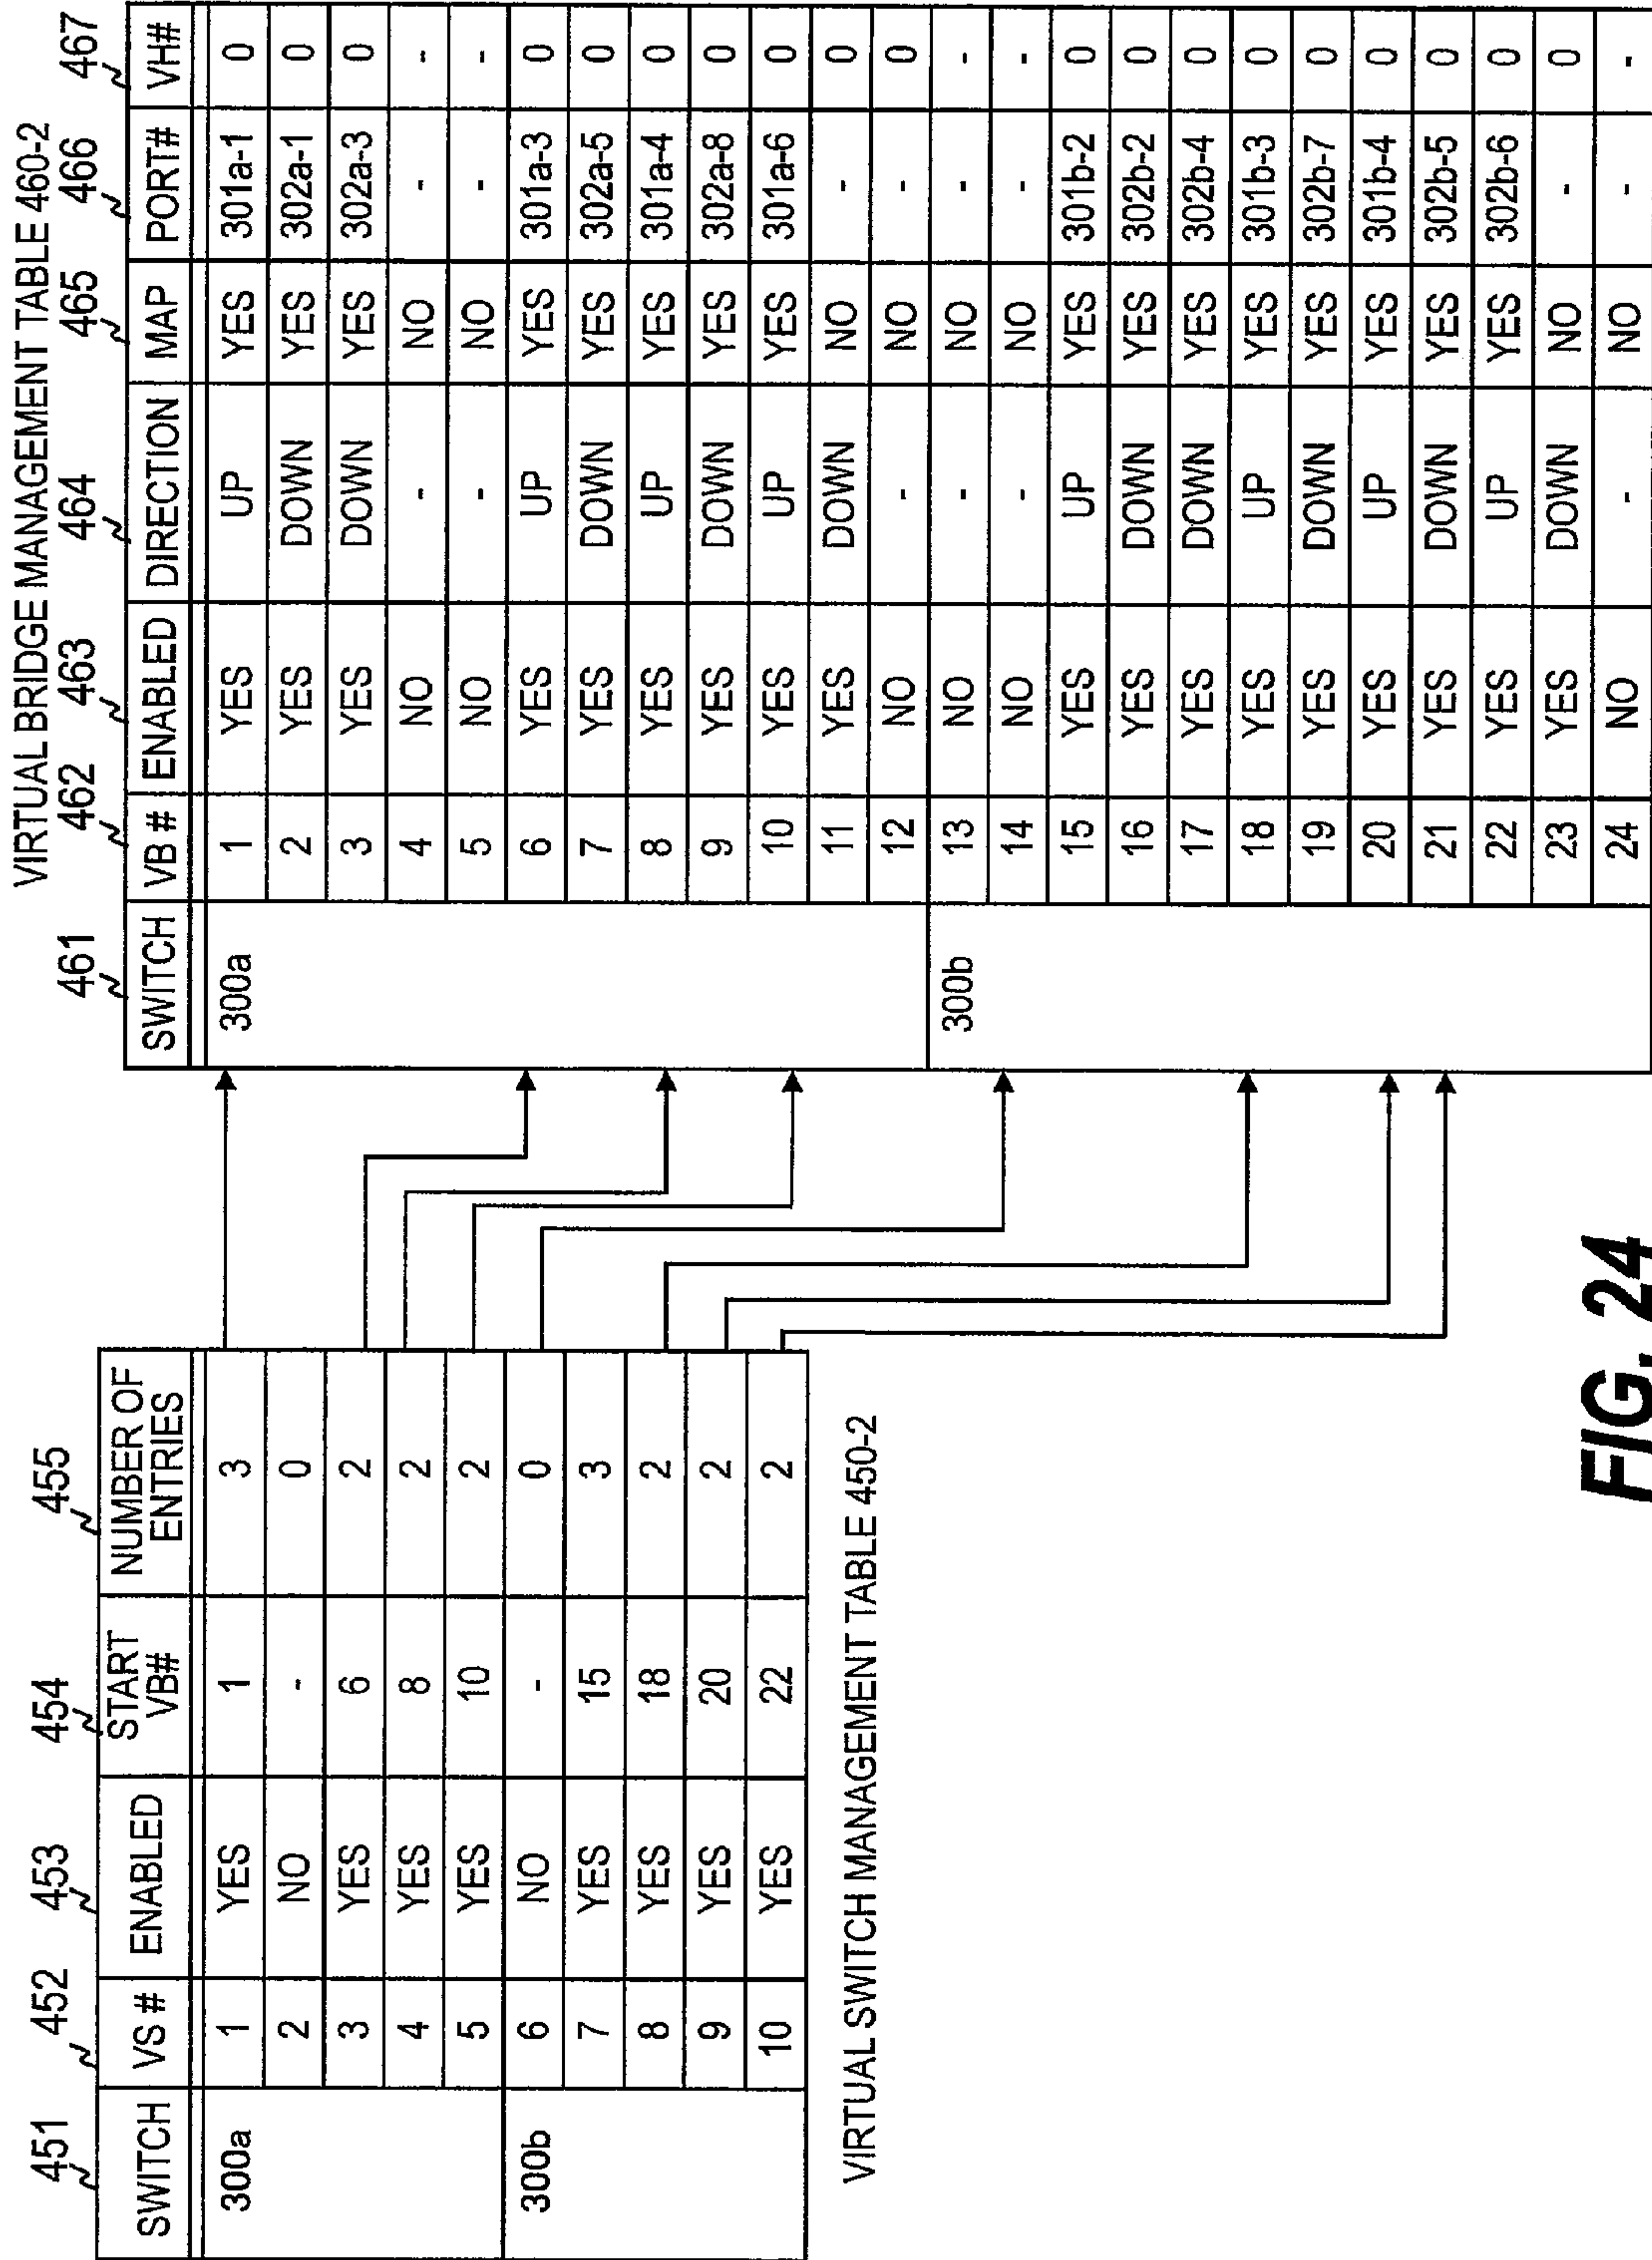 VIRTUAL BRIDGE MANAGEMENT TABLE 460-2
461 462 463 464 465 466 467
SWITCH VB # ENABLED DIRECTION MAP PORT# VH#
300a 1 YES UP YES 301a-1 0
2 YES DOWN YES 302a-1 0
3 YES DOWN YES 302a-3 0
4 NO - NO - -
5 NO - NO - -
6 YES UP YES 301a-3 0
7 YES DOWN YES 302a-5 0
8 YES UP YES 301a-4 0
9 YES DOWN YES 302a-8 0
10 YES UP YES 301a-6 0
11 YES DOWN NO - 0
12 NO - NO - 0
300b 13 NO - NO - -
14 NO - NO - -
15 YES UP YES 301b-2 0
16 YES DOWN YES 302b-2 0
17 YES DOWN YES 302b-4 0
18 YES UP YES 301b-3 0
19 YES DOWN YES 302b-7 0
20 YES UP YES 301b-4 0
21 YES DOWN YES 302b-5 0
22 YES UP YES 302b-6 0
23 YES DOWN NO - 0
24 NO - NO - -
451 452 453 454 455
SWITCH VS # ENABLED START VB# NUMBER OF ENTRIES
300a 1 YES 1 3
2 NO - 0
3 YES 6 2
4 YES 8 2
5 YES 10 2
300b 6 NO - 0
7 YES 15 3
8 YES 18 2
9 YES 20 2
10 YES 22 2
VIRTUAL SWITCH MANAGEMENT TABLE 450-2
FIG. 24